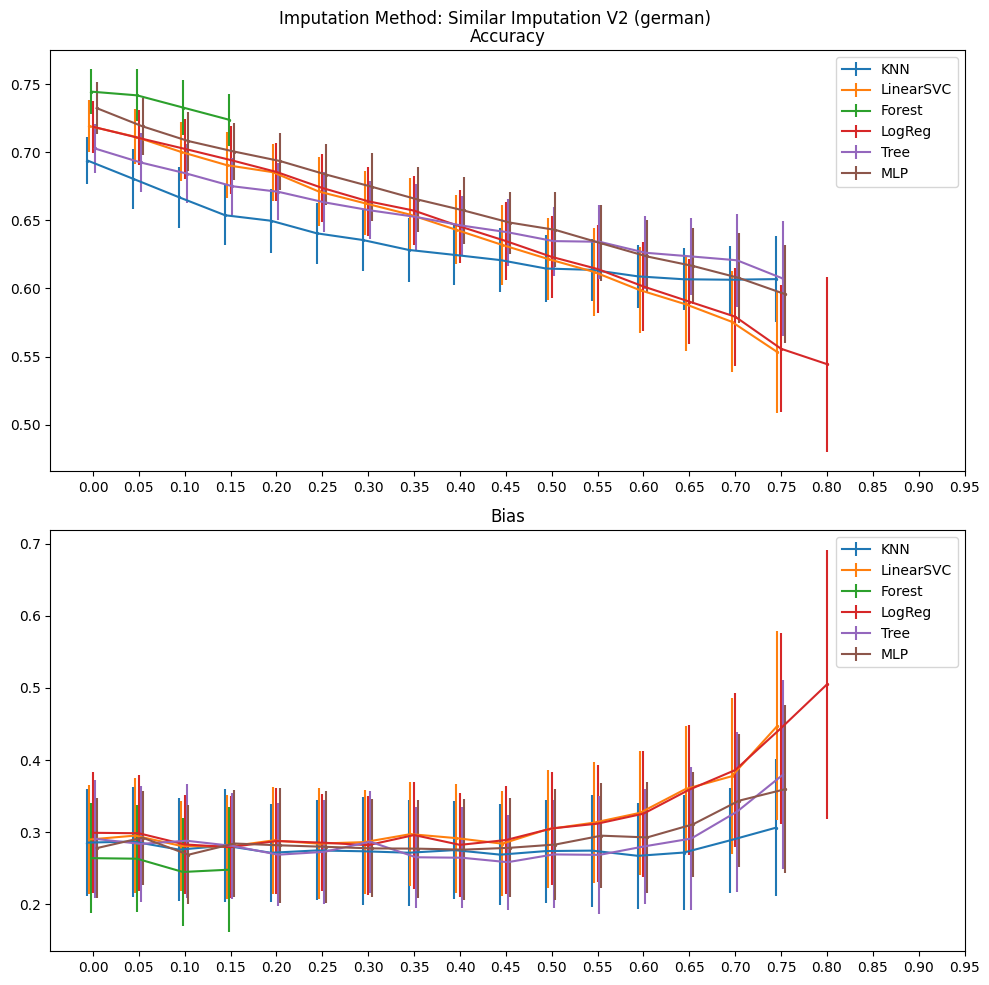 Imputation Method: Similar Imputation V2 (german)
Accuracy
KNN
LinearSVC
Forest
LogReg
Tree
MLP
0.75
0.70
0.65
0.60
0.55
0.50
0.00 0.05 0.10 0.15 0.20 0.25 0.30 0.35 0.40 0.45 0.50 0.55 0.60 0.65 0.70 0.75 0.80 0.85 0.90 0.95
Bias
KNN
LinearSVC
Forest
LogReg
Tree
MLP
0.7
0.6
0.5
0.4
0.3
0.2
0.00 0.05 0.10 0.15 0.20 0.25 0.30 0.35 0.40 0.45 0.50 0.55 0.60 0.65 0.70 0.75 0.80 0.85 0.90 0.95